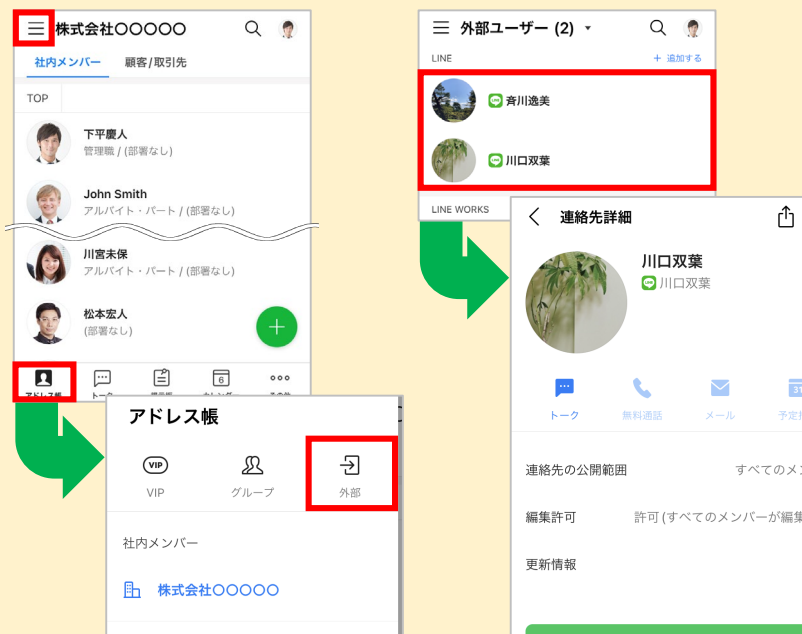 株式会社〇〇〇〇〇
社内メンバー 顧客/取引先
TOP
下平慶人
管理職 / (部署なし)
John Smith
アルバイト・パート / (部署なし)
川宮未保
アルバイト・パート / (部署なし)
松本宏人
(部署なし)
6
アドレス帳
アドレス帳
VIP
VIP グループ 外部
社内メンバー
株式会社〇〇〇〇〇
外部ユーザー (2)
LINE + 追加する
斉川逸美
川口双葉
LINE WORKS
連絡先詳細
川口双葉
川口双葉
31
トーク 無料通話 メール 予定
連絡先の公開範囲 すべてのメ
編集許可 許可(すべてのメンバーが編集
更新情報